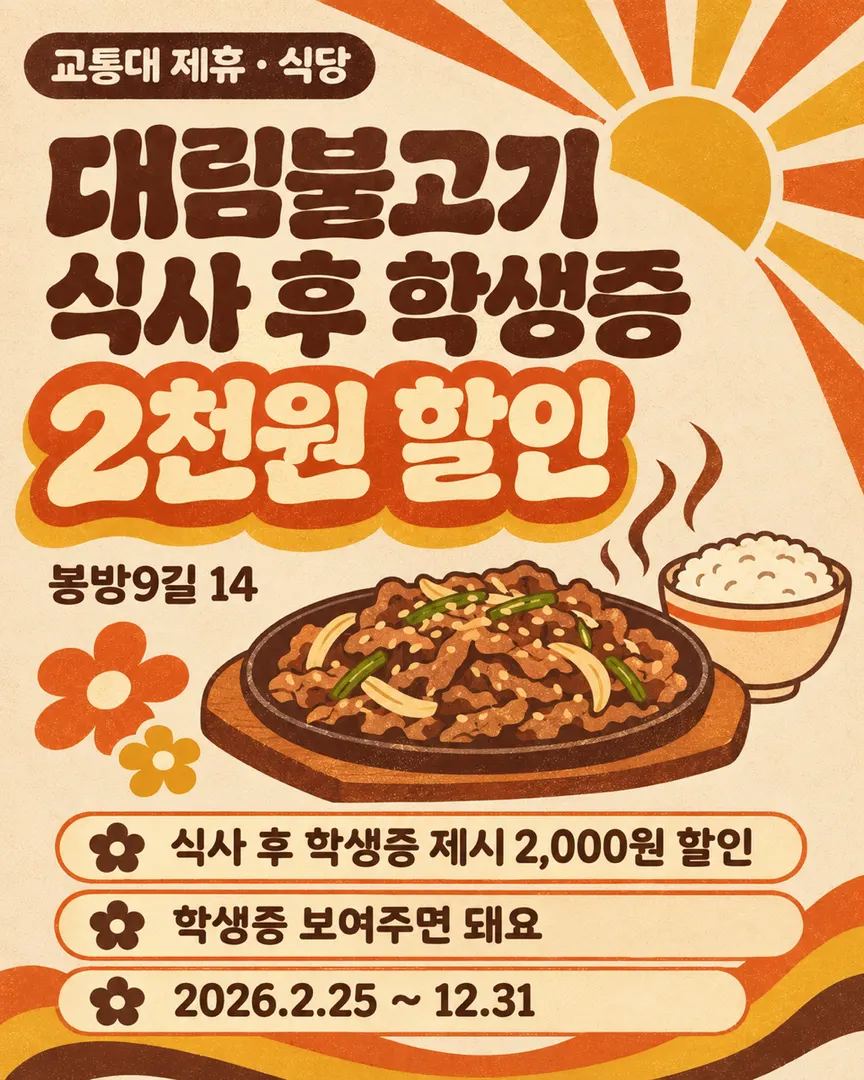 교통대 제휴 · 식당
대림불고기
식사 후 학생증
2천원 할인
봉방9길 14
식사 후 학생증 제시 2,000원 할인
학생증 보여주면 돼요
2026.2.25 ~ 12.31